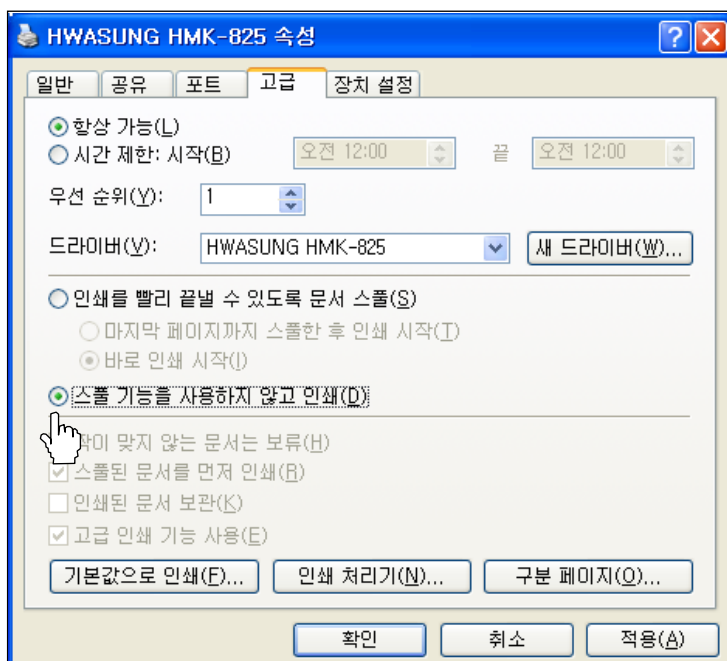 HWASUNG HMK-825 속성
일반 공유 포트 고급 장치 설정
항상 가능(L)
시간 제한: 시작(B) 오전 12:00 끝 오전 12:00
우선 순위(Y): 1
드라이버(V): HWASUNG HMK-825 새 드라이버(W)...
인쇄를 빨리 끝낼 수 있도록 문서 스풀(S)
마지막 페이지까지 스풀한 후 인쇄 시작(T)
바로 인쇄 시작(I)
스풀 기능을 사용하지 않고 인쇄(D)
맞지 않는 문서는 보류(H)
스풀된 문서를 먼저 인쇄(R)
인쇄된 문서 보관(K)
고급 인쇄 기능 사용(E)
기본값으로 인쇄(F)... 인쇄 처리기(N)... 구분 페이지(O)...
확인 취소 적용(A)